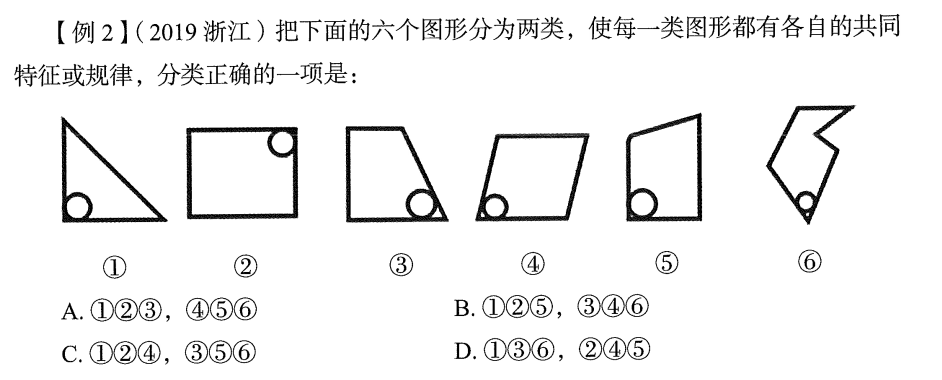 【例2】（2019 浙江）把下面的六个图形分为两类，使每一类图形都有各自的共同
特征或规律，分类正确的一项是：
① ② ③ ④ ⑤ ⑥
A. ①②③，④⑤⑥ B. ①②⑤，③④⑥
C. ①②④，③⑤⑥ D. ①③⑥，②④⑤